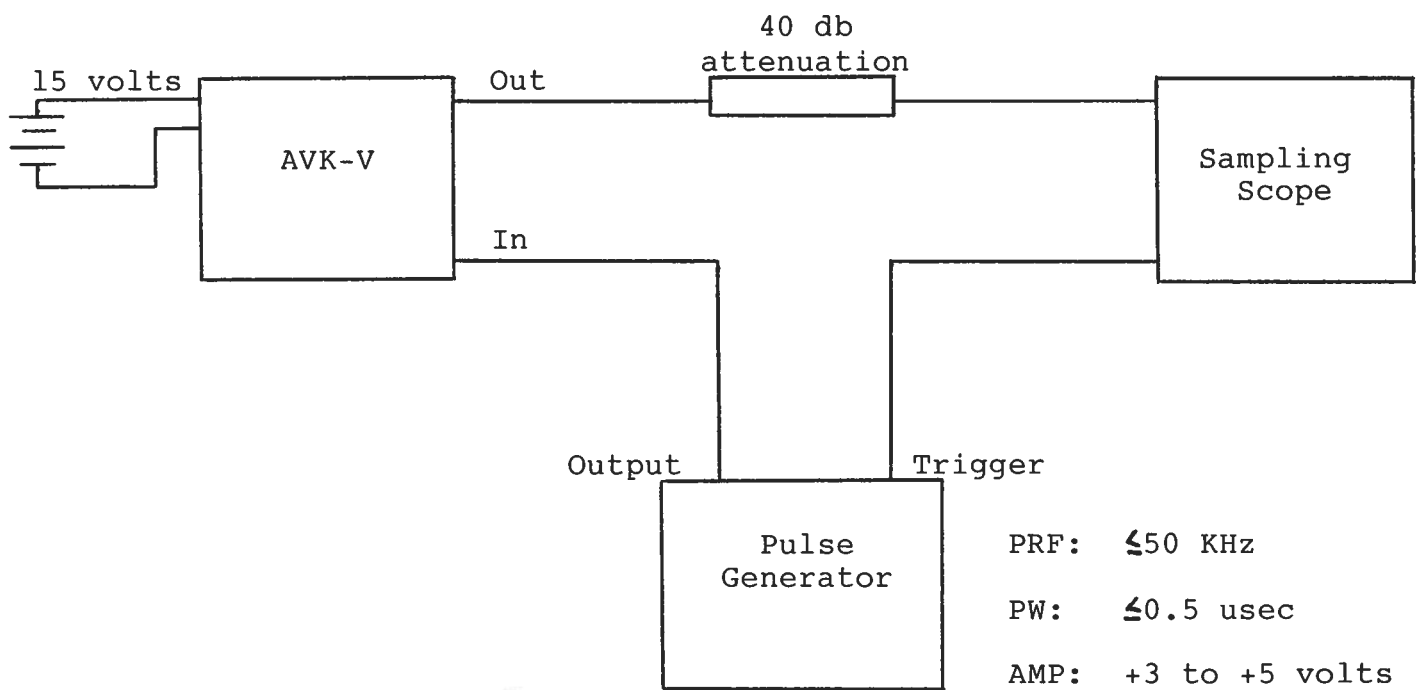 40 db
attenuation
15 volts
Out
AVK-V
Sampling
Scope
In
Output
Trigger
Pulse
Generator
PRF: ≤50 KHz
PW: ≤0.5 usec
AMP: +3 to +5 volts